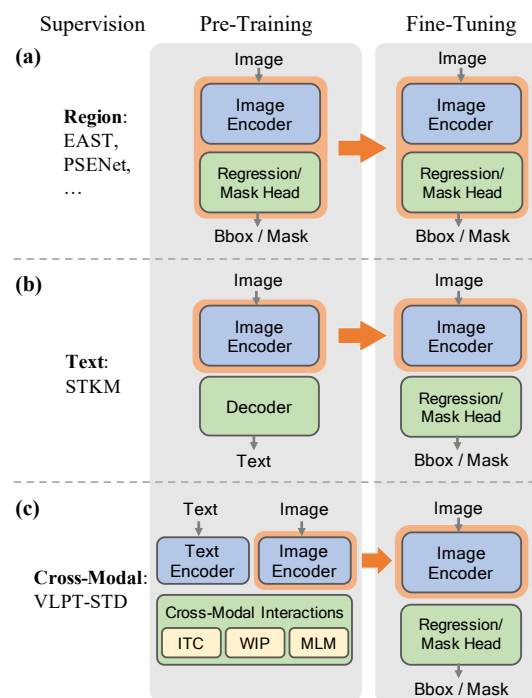 Supervision
Pre-Training
Fine-Tuning
(a)
Region:
EAST,
PSENet,
...
Image
Image
Encoder
Regression/
Mask Head
Bbox / Mask
Image
Image
Encoder
Regression/
Mask Head
Bbox / Mask
(b)
Text:
STKM
Image
Image
Encoder
Decoder
Text
Image
Image
Encoder
Regression/
Mask Head
Bbox / Mask
(c)
Cross-Modal:
VLPT-STD
Text
Text
Encoder
Image
Image
Encoder
Cross-Modal Interactions
ITC
WIP
MLM
Image
Image
Encoder
Regression/
Mask Head
Bbox / Mask